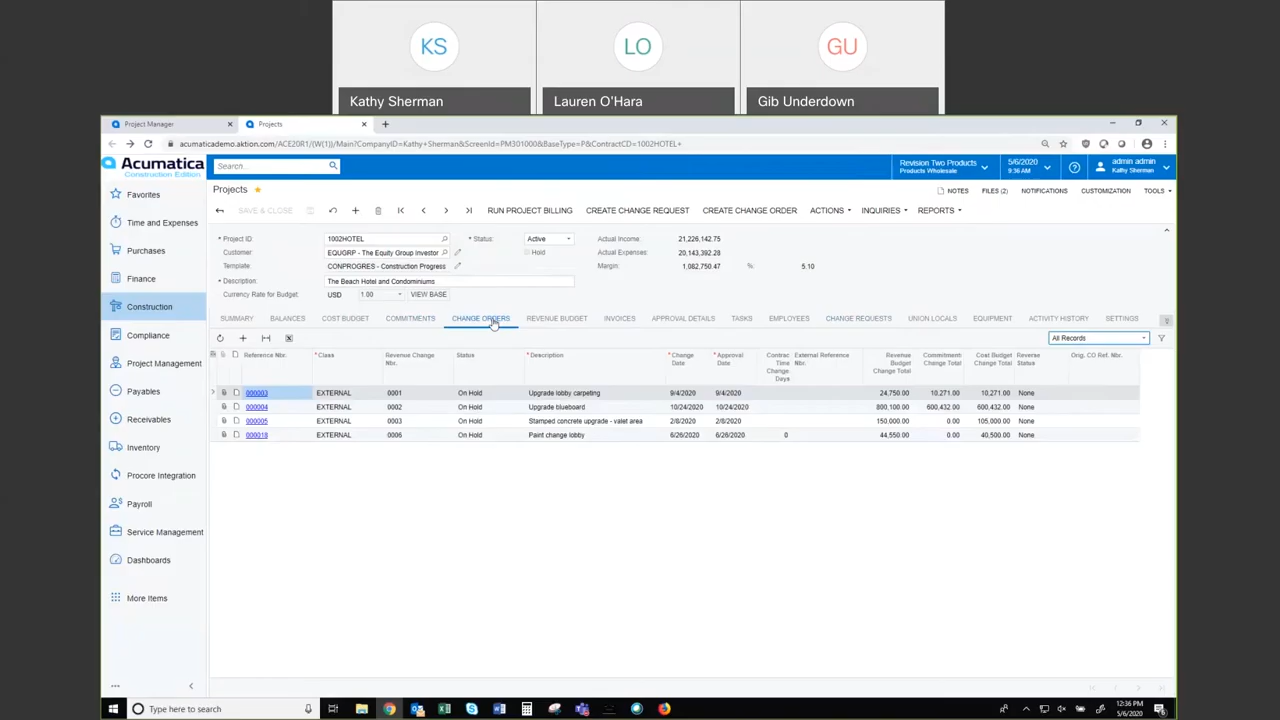 KS
LO
GU
Kathy Sherman
Lauren O'Hara
Gib Underdown
Project Manager
Projects
acumaticademo.aktion.com/ACE20R1/(W(1))/Main?CompanyID=Kathy+Sherman&ScreenId=PM301000&BaseType=P&ContractCD=1002HOTEL+
Acumatica
Construction Edition
Search...
Revision Two Products
Products Wholesale
5/6/2020
9:36 AM
admin admin
Kathy Sherman
Favorites
Time and Expenses
Purchases
Finance
Construction
Compliance
Project Management
Payables
Receivables
Inventory
Procore Integration
Payroll
Service Management
Dashboards
More Items
Projects
NOTES FILES (2) NOTIFICATIONS CUSTOMIZATION TOOLS
SAVE & CLOSE RUN PROJECT BILLING CREATE CHANGE REQUEST CREATE CHANGE ORDER ACTIONS INQUIRIES REPORTS
* Project ID: 1002HOTEL * Status: Active Actual Income: 21,226,142.75
Customer: EQUGRP - The Equity Group Investor Hold Actual Expenses: 20,143,392.28
Template: CONPROGRES - Construction Progress Margin: 1,082,750.47 %: 5.10
* Description: The Beach Hotel and Condominiums
Currency Rate for Budget: USD 1.00 VIEW BASE
SUMMARY BALANCES COST BUDGET COMMITMENTS CHANGE ORDERS REVENUE BUDGET INVOICES APPROVAL DETAILS TASKS EMPLOYEES CHANGE REQUESTS UNION LOCALS EQUIPMENT ACTIVITY HISTORY SETTINGS
All Records
Reference Nbr. Class Revenue Change Nbr. Status * Description * Change Date * Approval Date Contrac Time Change, Days External Reference Nbr. Revenue Budget Change Total Commitment Change Total Cost Budget Change Total Reverse Status Orig. CO Ref. Nbr.
000003 EXTERNAL 0001 On Hold Upgrade lobby carpeting 9/4/2020 9/4/2020 24,750.00 10,271.00 10,271.00 None
000004 EXTERNAL 0002 On Hold Upgrade blueboard 10/24/2020 10/24/2020 800,100.00 600,432.00 600,432.00 None
000005 EXTERNAL 0003 On Hold Stamped concrete upgrade - valet area 2/8/2020 2/8/2020 150,000.00 0.00 105,000.00 None
000018 EXTERNAL 0006 On Hold Paint change lobby 6/26/2020 6/26/2020 0 44,550.00 0.00 40,500.00 None
Type here to search
12:36 PM
5/6/2020